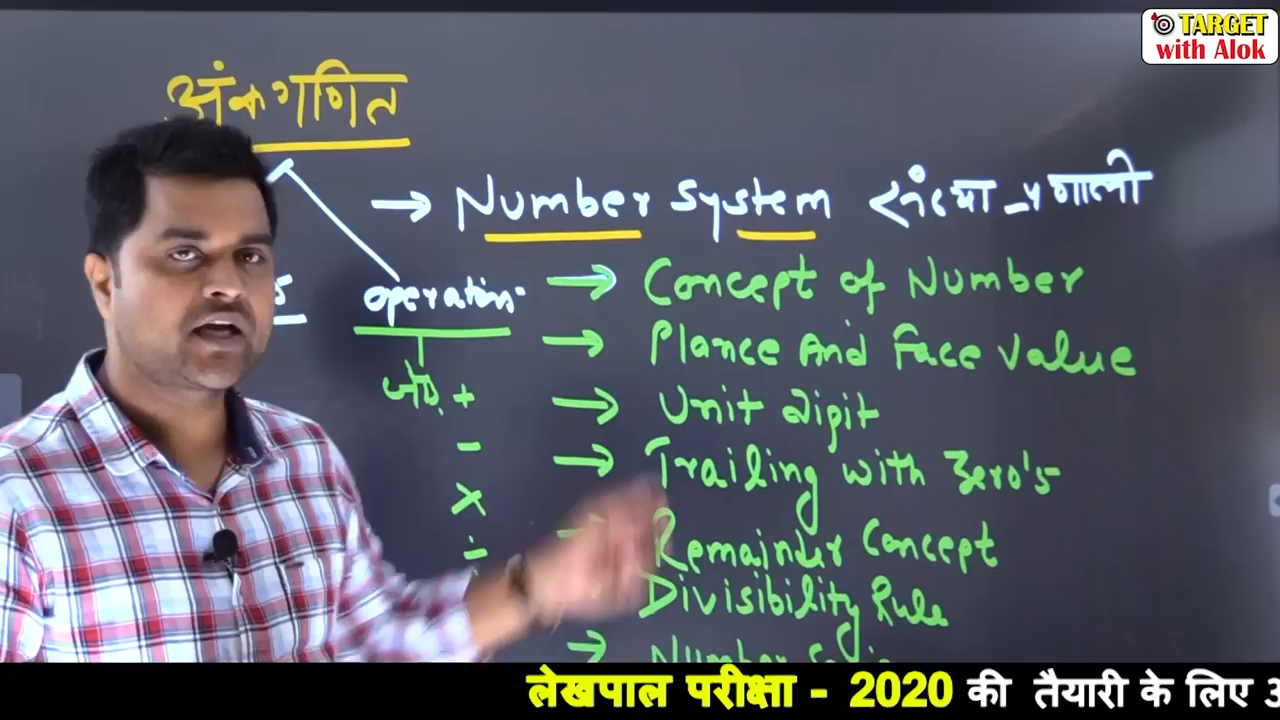 TARGET
with Alok
अंकगणित
→ Number System संख्या प्रणाली
operation → Concept of Number
→ Plance And Face Value
+ → Unit digit
- → Trailing with Zero's
×
÷ → Remainder Concept
Divisibility Rule
→ Number
लेखपाल परीक्षा - 2020 की तैयारी के लिए